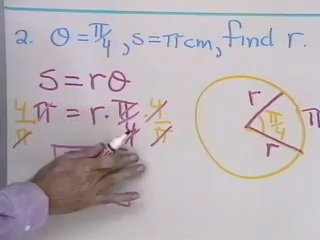 2. θ = π/4, s = π cm, find r.
s = rθ
4/π π = r · π/4 · 4/π
r
π/4
r
π